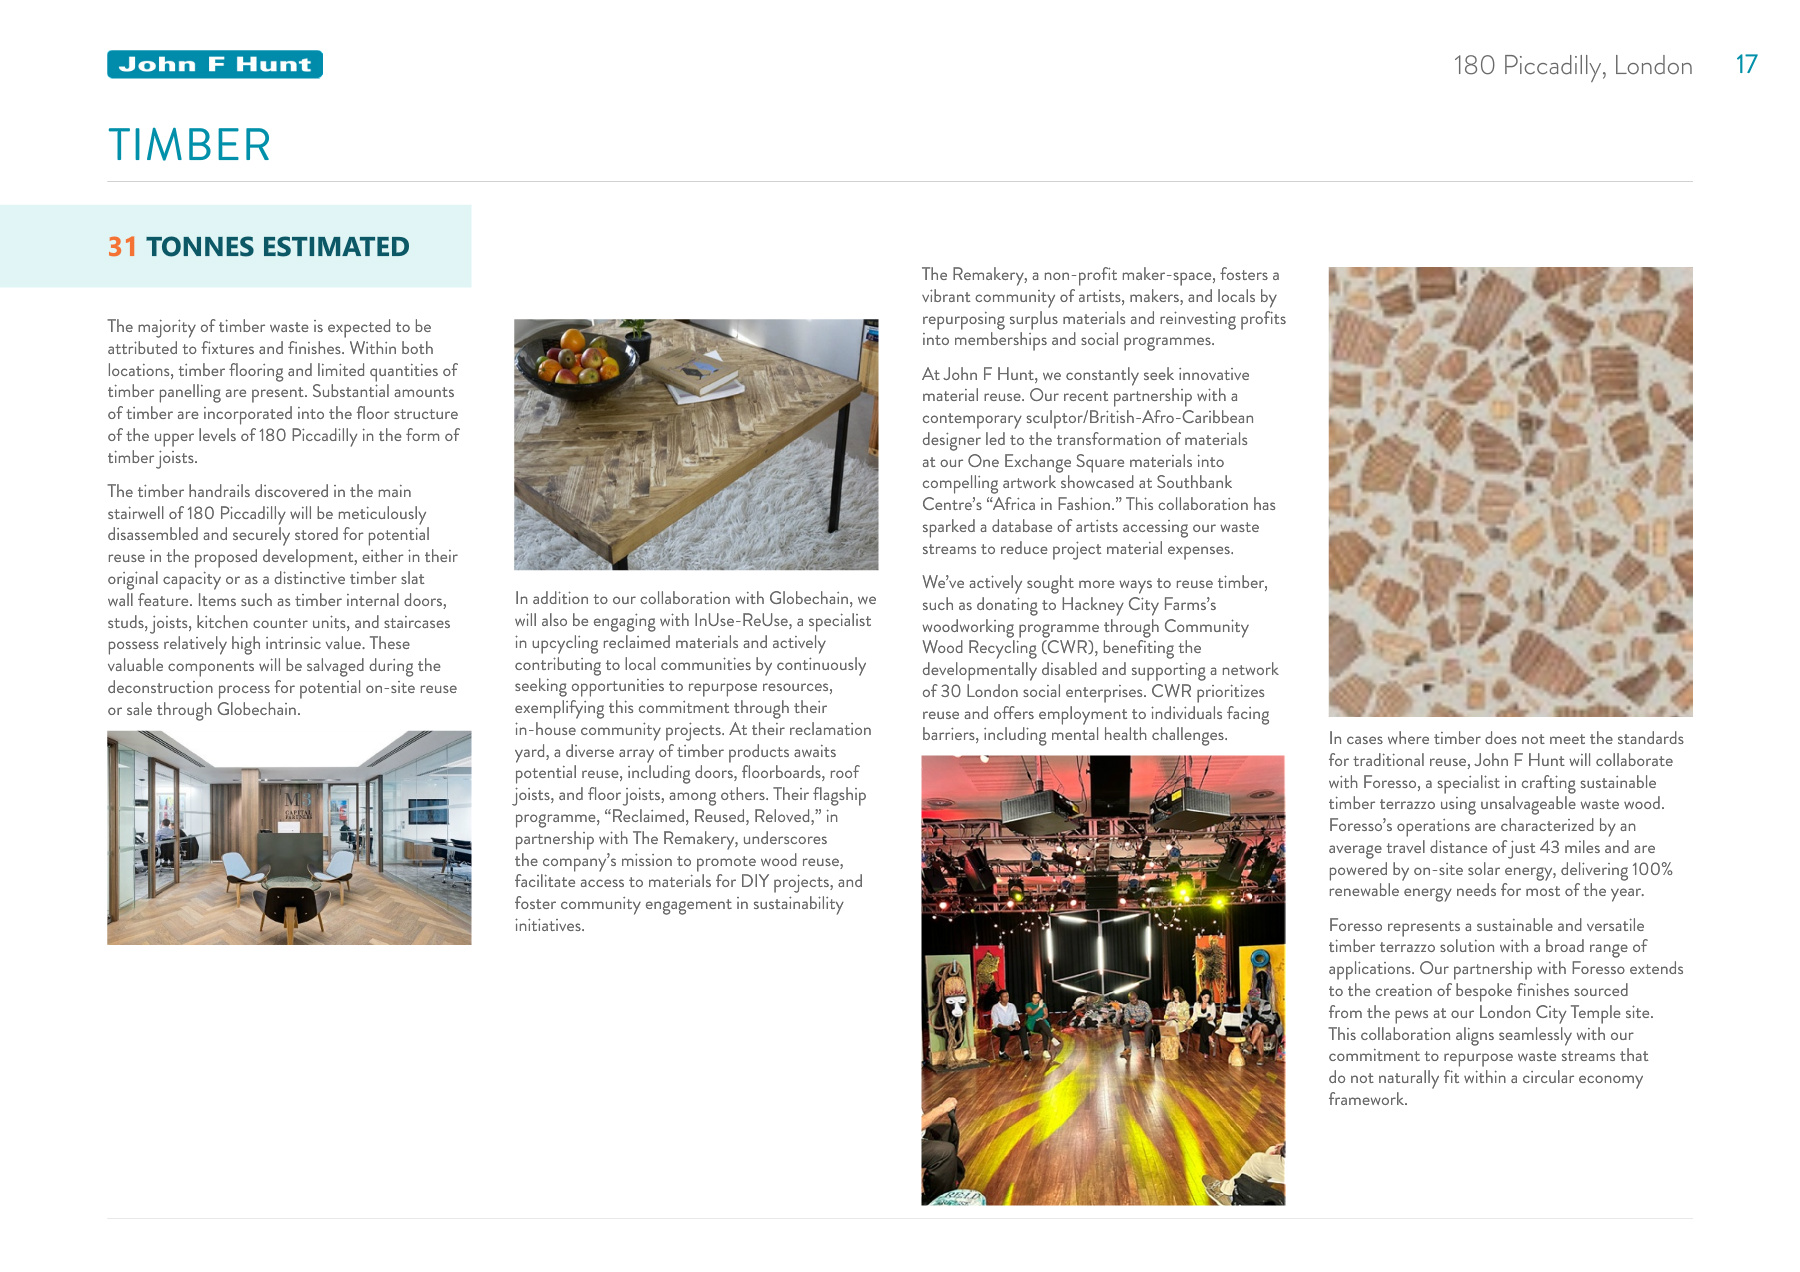 John F Hunt
180 Piccadilly, London
17
TIMBER
31 TONNES ESTIMATED
The majority of timber waste is expected to be
attributed to fixtures and finishes. Within both
locations, timber flooring and limited quantities of
timber panelling are present. Substantial amounts
of timber are incorporated into the floor structure
of the upper levels of 180 Piccadilly in the form of
timber joists.
The timber handrails discovered in the main
stairwell of 180 Piccadilly will be meticulously
disassembled and securely stored for potential
reuse in the proposed development, either in their
original capacity or as a distinctive timber slat
wall feature. Items such as timber internal doors,
studs, joists, kitchen counter units, and staircases
possess relatively high intrinsic value. These
valuable components will be salvaged during the
deconstruction process for potential on-site reuse
or sale through Globechain.
In addition to our collaboration with Globechain, we
will also be engaging with InUse-ReUse, a specialist
in upcycling reclaimed materials and actively
contributing to local communities by continuously
seeking opportunities to repurpose resources,
exemplifying this commitment through their
in-house community projects. At their reclamation
yard, a diverse array of timber products awaits
potential reuse, including doors, floorboards, roof
joists, and floor joists, among others. Their flagship
programme, “Reclaimed, Reused, Reloved,” in
partnership with The Remakery, underscores
the company’s mission to promote wood reuse,
facilitate access to materials for DIY projects, and
foster community engagement in sustainability
initiatives.
The Remakery, a non-profit maker-space, fosters a
vibrant community of artists, makers, and locals by
repurposing surplus materials and reinvesting profits
into memberships and social programmes.
At John F Hunt, we constantly seek innovative
material reuse. Our recent partnership with a
contemporary sculptor/British-Afro-Caribbean
designer led to the transformation of materials
at our One Exchange Square materials into
compelling artwork showcased at Southbank
Centre’s “Africa in Fashion.” This collaboration has
sparked a database of artists accessing our waste
streams to reduce project material expenses.
We’ve actively sought more ways to reuse timber,
such as donating to Hackney City Farms’s
woodworking programme through Community
Wood Recycling (CWR), benefiting the
developmentally disabled and supporting a network
of 30 London social enterprises. CWR prioritizes
reuse and offers employment to individuals facing
barriers, including mental health challenges.
In cases where timber does not meet the standards
for traditional reuse, John F Hunt will collaborate
with Foresso, a specialist in crafting sustainable
timber terrazzo using unsalvageable waste wood.
Foresso’s operations are characterized by an
average travel distance of just 43 miles and are
powered by on-site solar energy, delivering 100%
renewable energy needs for most of the year.
Foresso represents a sustainable and versatile
timber terrazzo solution with a broad range of
applications. Our partnership with Foresso extends
to the creation of bespoke finishes sourced
from the pews at our London City Temple site.
This collaboration aligns seamlessly with our
commitment to repurpose waste streams that
do not naturally fit within a circular economy
framework.